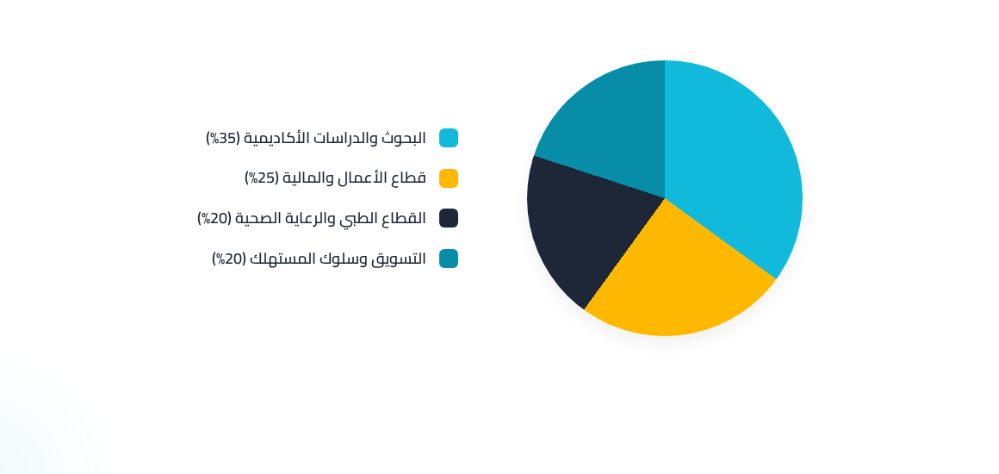 البحوث والدراسات الأكاديمية (35%)
قطاع الأعمال والمالية (25%)
القطاع الطبي والرعاية الصحية (20%)
التسويق وسلوك المستهلك (20%)